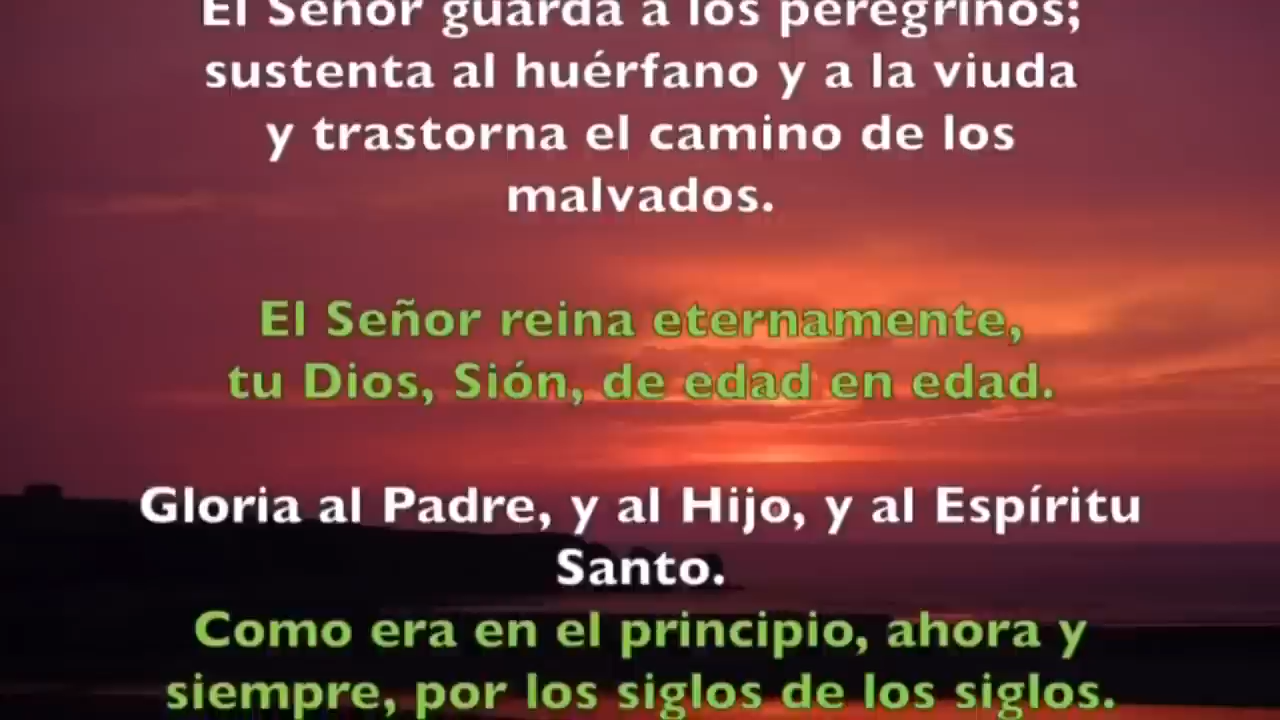 El Señor guarda a los peregrinos;
sustenta al huérfano y a la viuda
y trastorna el camino de los
malvados.
El Señor reina eternamente,
tu Dios, Sión, de edad en edad.
Gloria al Padre, y al Hijo, y al Espíritu
Santo.
Como era en el principio, ahora y
siempre, por los siglos de los siglos.